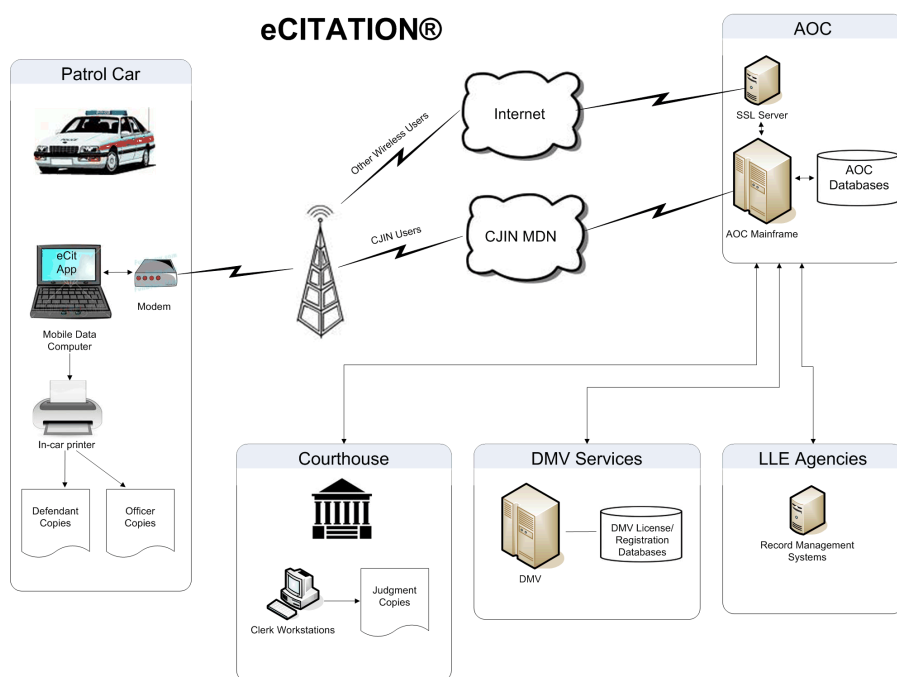 eCITATION®
AOC
Patrol Car
SSL Server
Internet
Other Wireless Users
AOC
Databases
AOC Mainframe
CJIN Users
CJIN MDN
eCit
App
Modem
Mobile Data
Computer
In-car printer
Defendant
Copies
Officer
Copies
Courthouse
Judgment
Copies
Clerk Workstations
DMV Services
DMV License/
Registration
Databases
DMV
LLE Agencies
Record Management
Systems